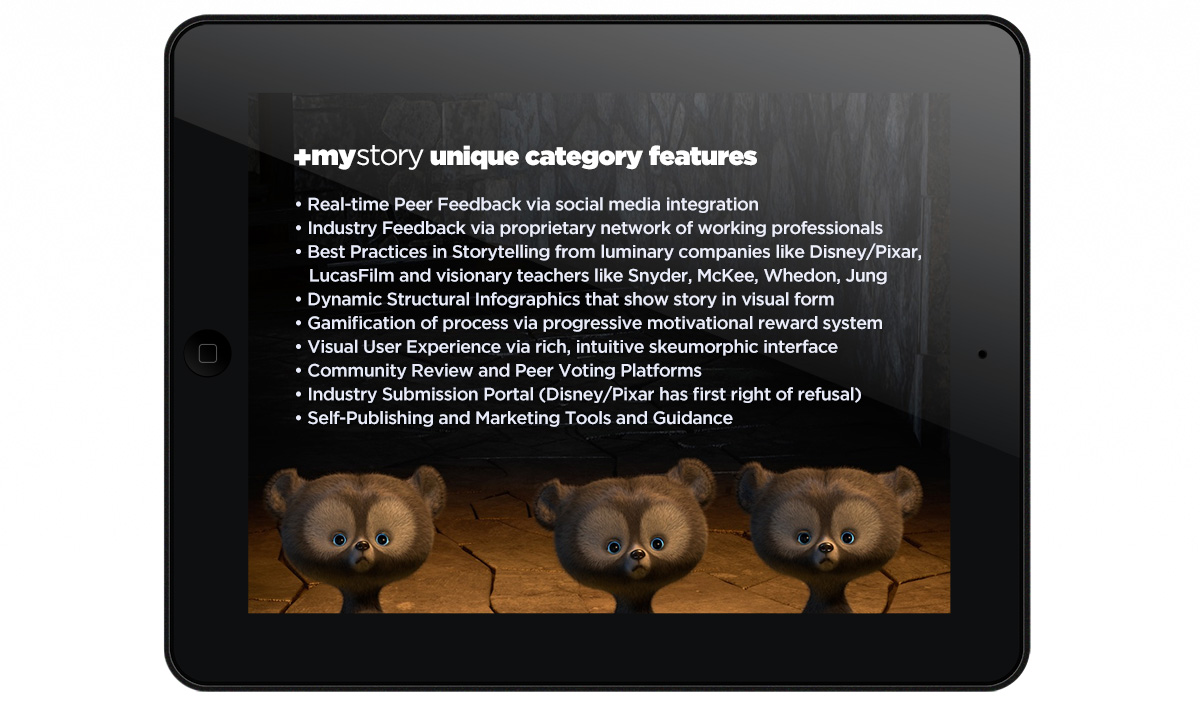 +mystory unique category features
• Real-time Peer Feedback via social media integration
• Industry Feedback via proprietary network of working professionals
• Best Practices in Storytelling from luminary companies like Disney/Pixar,
LucasFilm and visionary teachers like Snyder, McKee, Whedon, Jung
• Dynamic Structural Infographics that show story in visual form
• Gamification of process via progressive motivational reward system
• Visual User Experience via rich, intuitive skeumorphic interface
• Community Review and Peer Voting Platforms
• Industry Submission Portal (Disney/Pixar has first right of refusal)
• Self-Publishing and Marketing Tools and Guidance